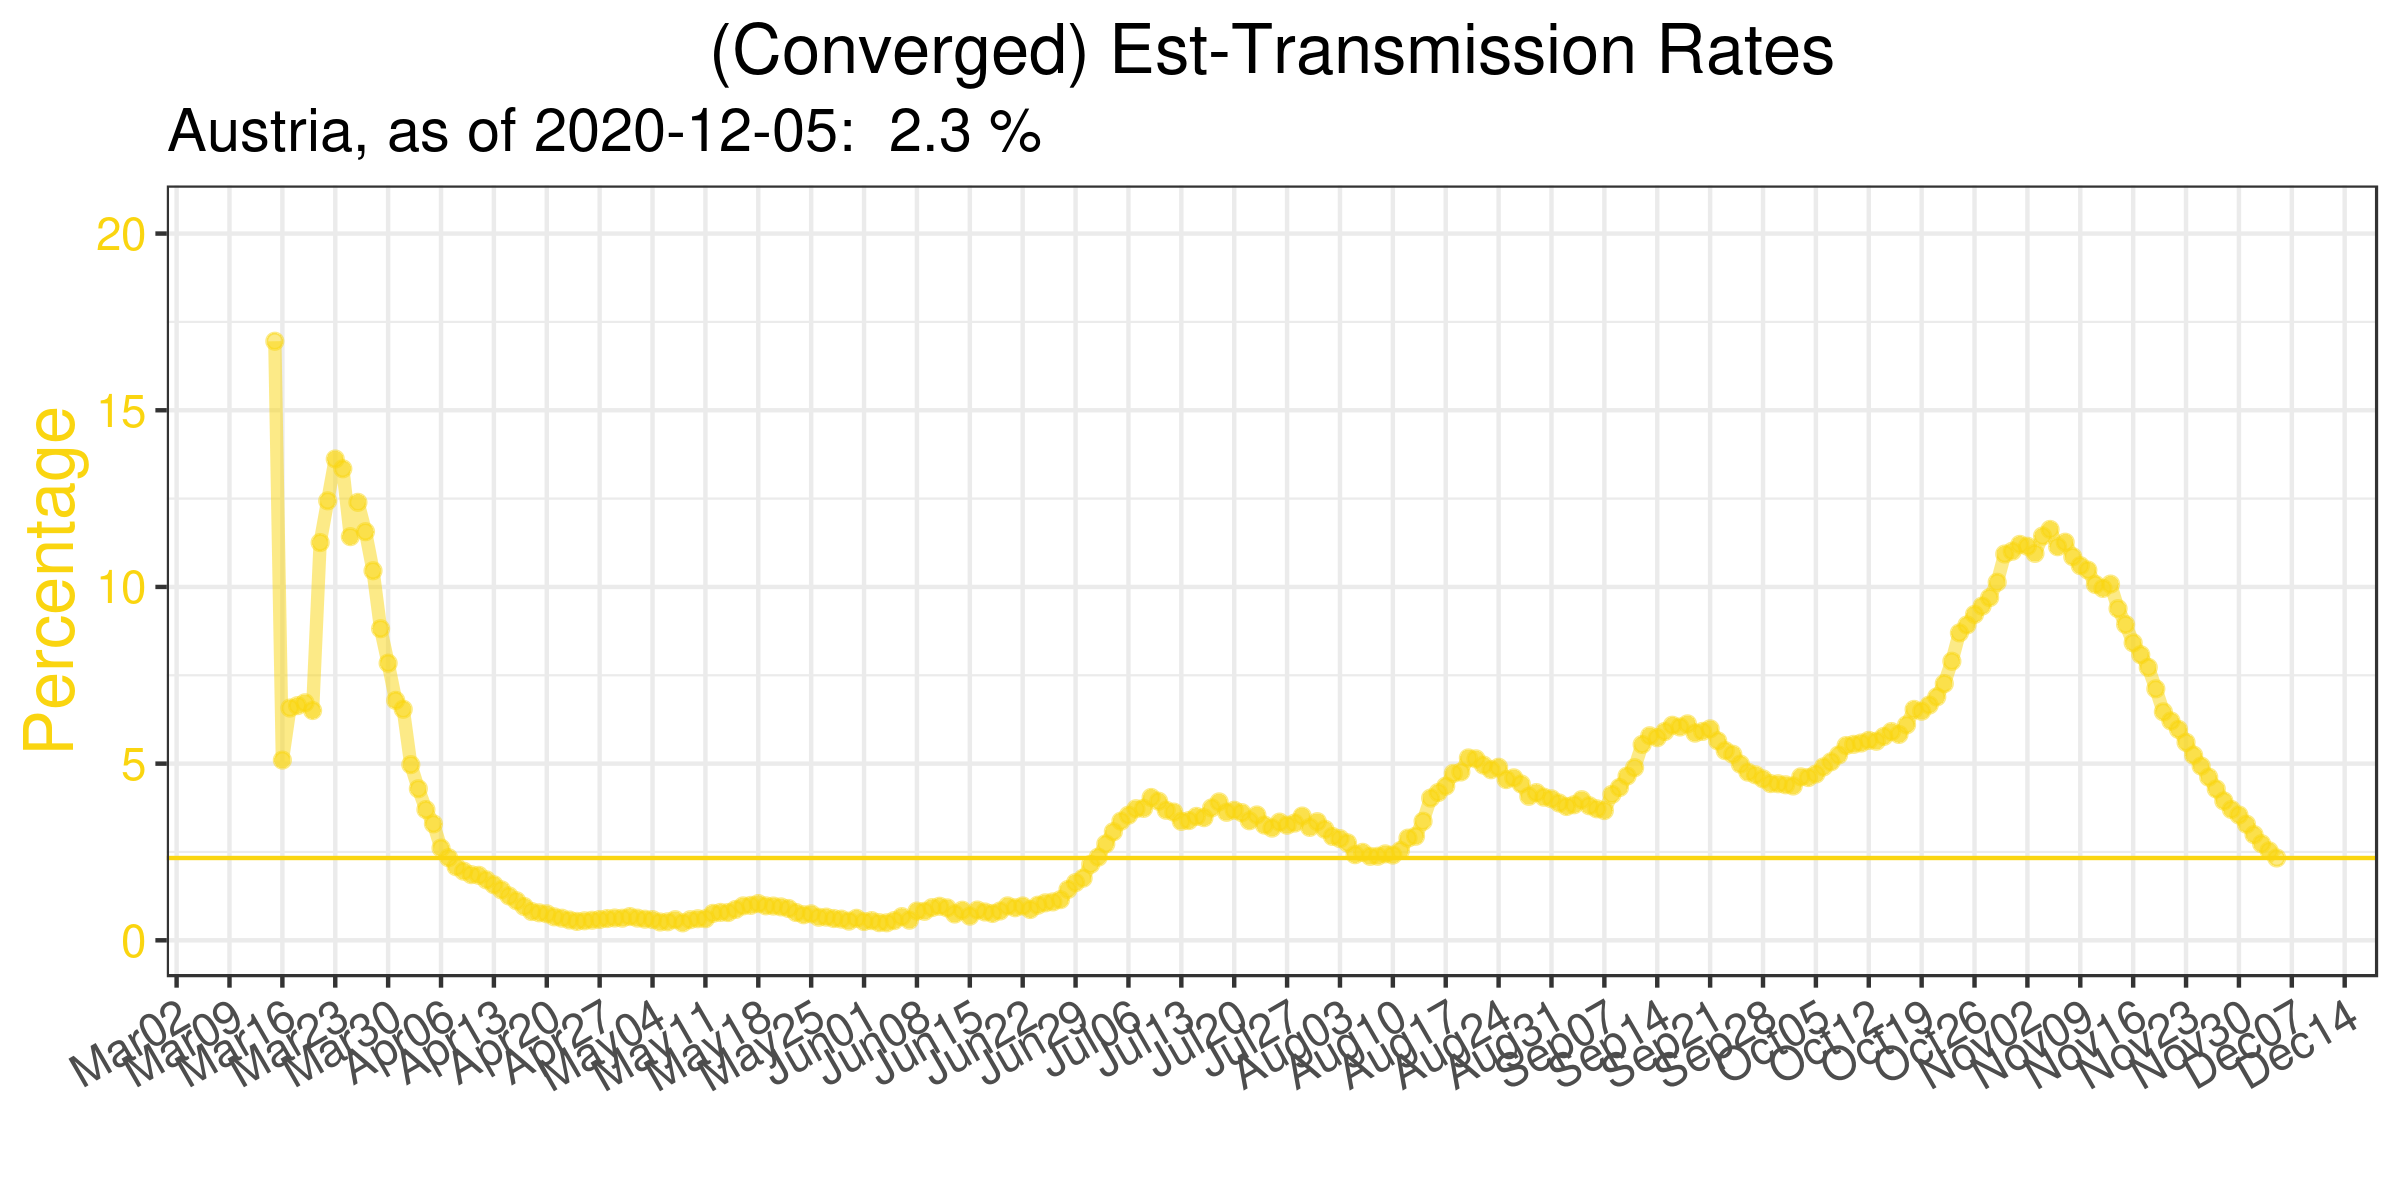 (Converged) Est-Transmission Rates
Austria, as of 2020-12-05:  2.3 %
Percentage
20
15
10
5
0
Mar02
Mar09
Mar16
Mar23
Mar30
Apr06
Apr13
Apr20
Apr27
May04
May11
May18
May25
Jun01
Jun08
Jun15
Jun22
Jun29
Jul06
Jul13
Jul20
Jul27
Aug03
Aug10
Aug17
Aug24
Aug31
Sep07
Sep14
Sep21
Sep28
Oct05
Oct12
Oct19
Oct26
Nov02
Nov09
Nov16
Nov23
Nov30
Dec07
Dec14